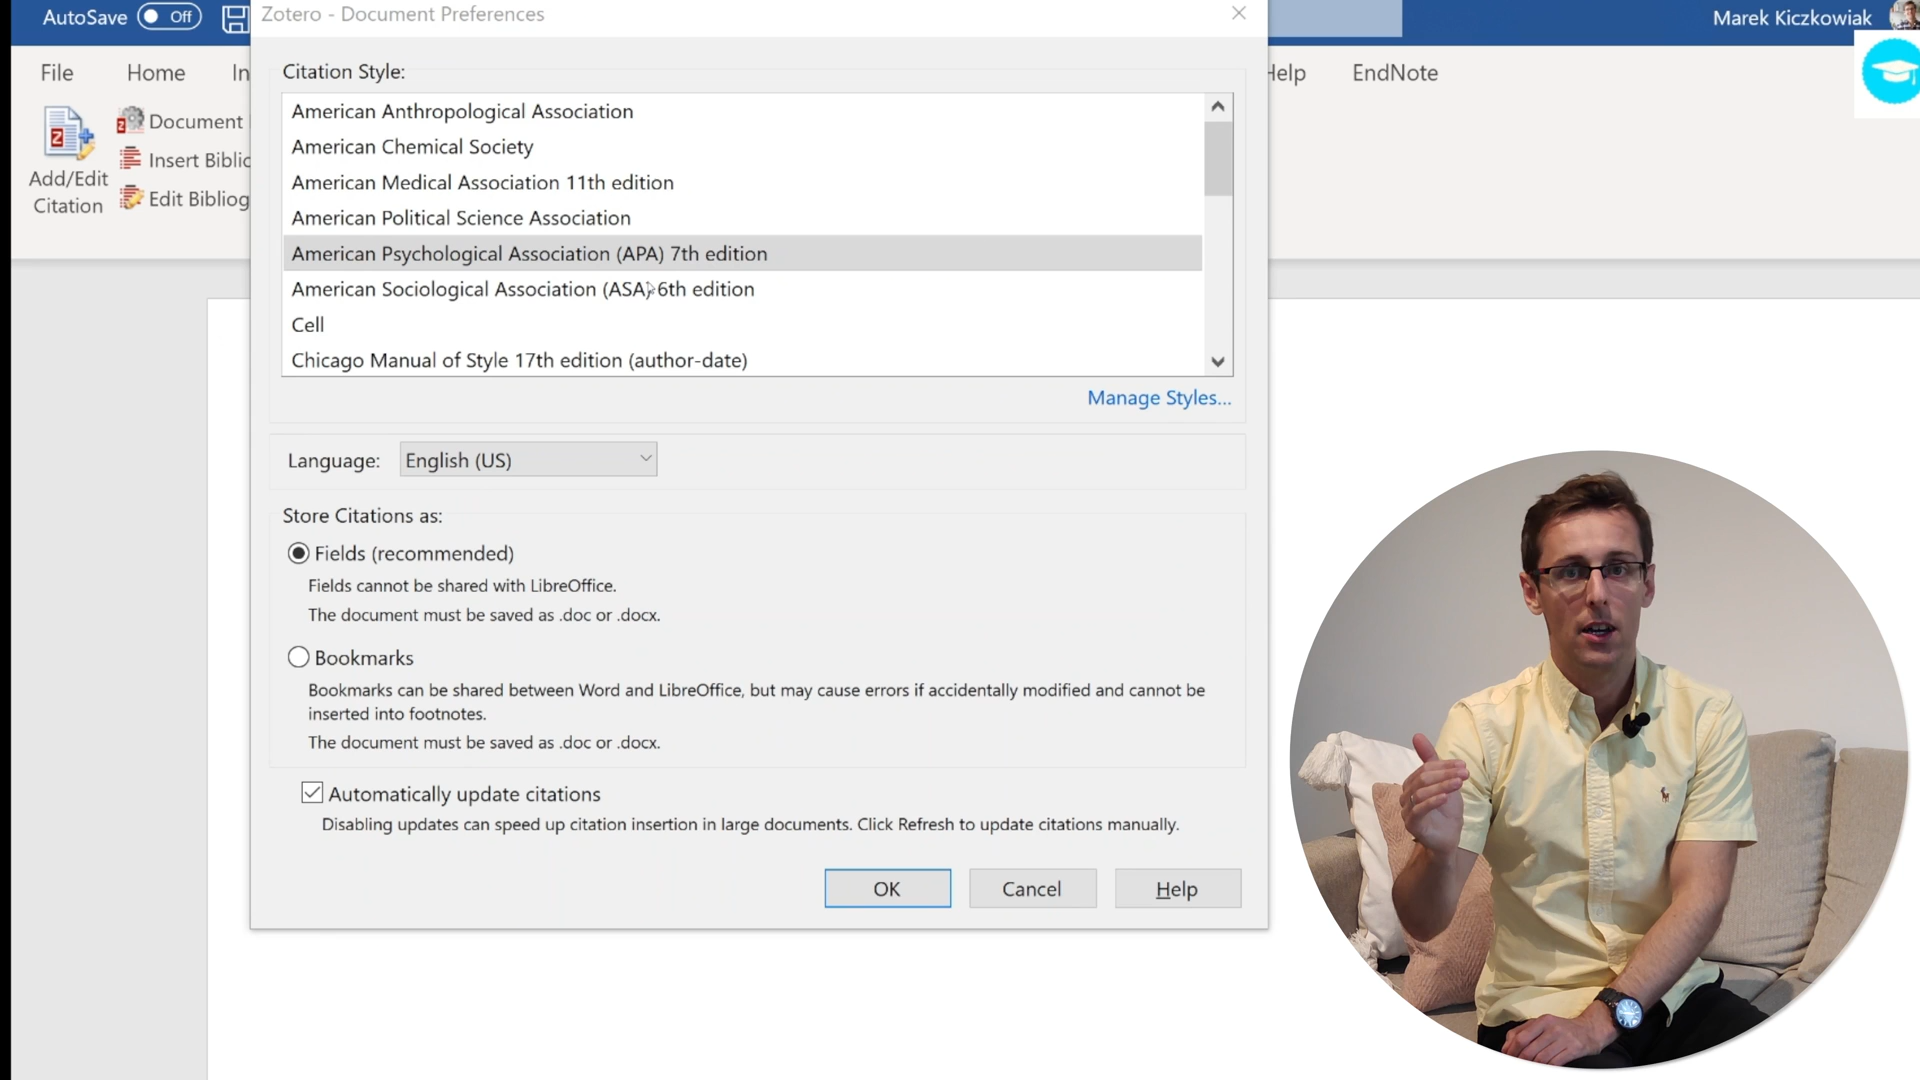 AutoSave Off
Zotero - Document Preferences
Marek Kiczkowiak
File Home In
Help EndNote
Add/Edit
Citation
Document
Insert Biblic
Edit Bibliog
Citation Style:
American Anthropological Association
American Chemical Society
American Medical Association 11th edition
American Political Science Association
American Psychological Association (APA) 7th edition
American Sociological Association (ASA) 6th edition
Cell
Chicago Manual of Style 17th edition (author-date)
Manage Styles...
Language: English (US)
Store Citations as:
Fields (recommended)
Fields cannot be shared with LibreOffice.
The document must be saved as .doc or .docx.
Bookmarks
Bookmarks can be shared between Word and LibreOffice, but may cause errors if accidentally modified and cannot be
inserted into footnotes.
The document must be saved as .doc or .docx.
Automatically update citations
Disabling updates can speed up citation insertion in large documents. Click Refresh to update citations manually.
OK Cancel Help